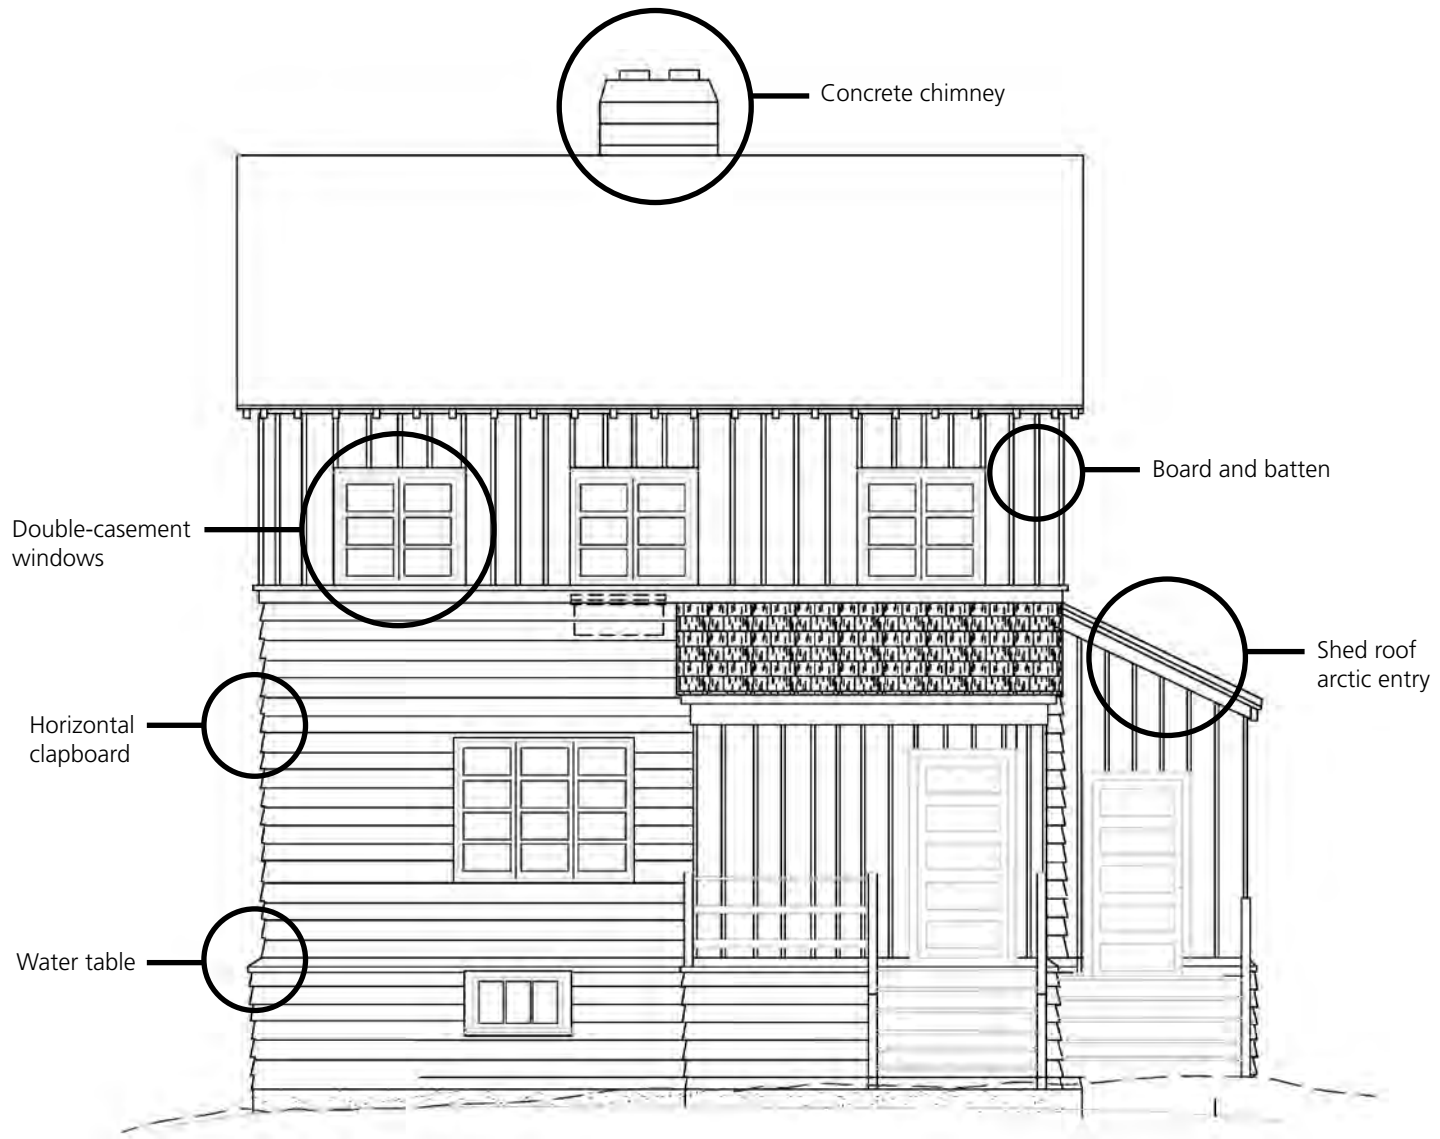 Concrete chimney
Board and batten
Double-casement
windows
Shed roof
arctic entry
Horizontal
clapboard
Water table